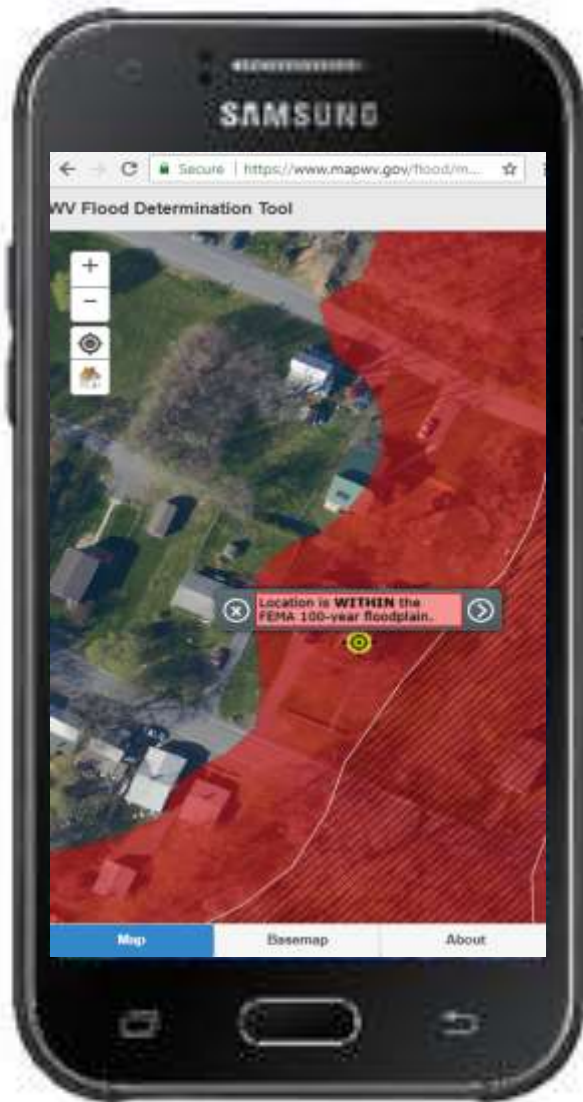 SAMSUNG
Secure | https://www.mapwv.gov/flood/m...
WV Flood Determination Tool
Location is WITHIN the
FEMA 100-year floodplain.
Map
Basemap
About